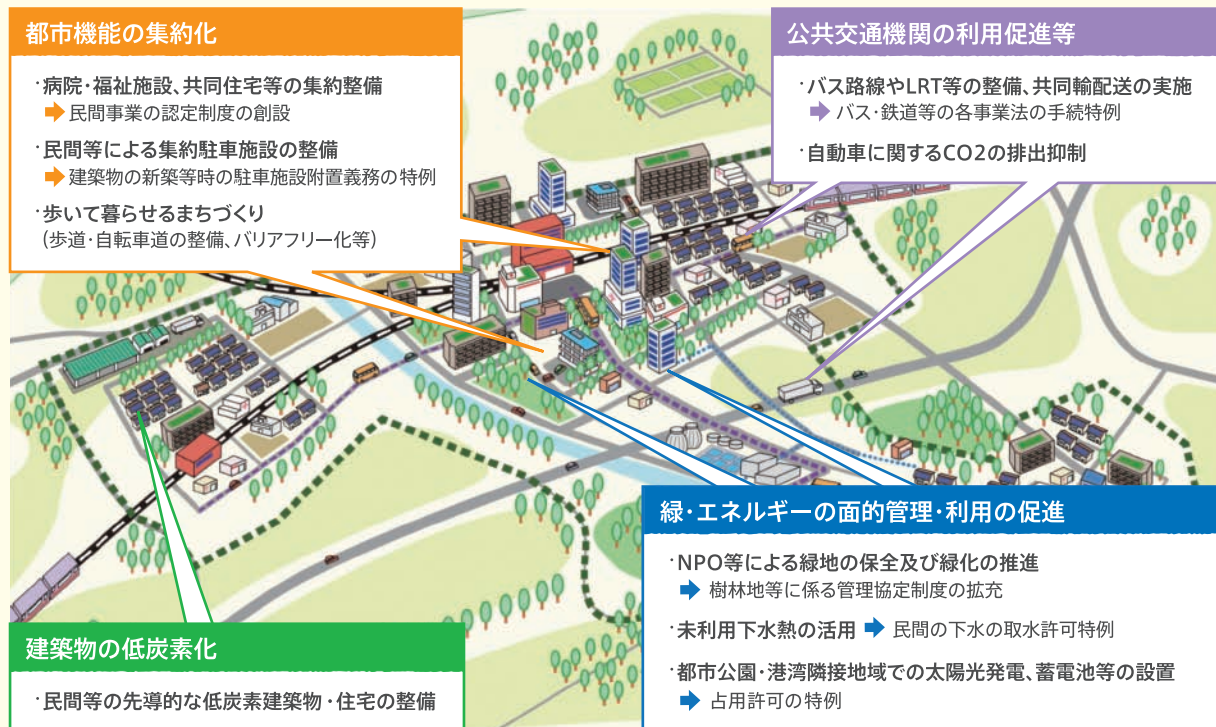 都市機能の集約化
・病院・福祉施設、共同住宅等の集約整備
➡ 民間事業の認定制度の創設
・民間等による集約駐車施設の整備
➡ 建築物の新築等時の駐車施設附置義務の特例
・歩いて暮らせるまちづくり
(歩道・自転車道の整備、バリアフリー化等)
公共交通機関の利用促進等
・バス路線やLRT等の整備、共同輸配送の実施
➡ バス・鉄道等の各事業法の手続特例
・自動車に関するCO2の排出抑制
緑・エネルギーの面的管理・利用の促進
・NPO等による緑地の保全及び緑化の推進
➡ 樹林地等に係る管理協定制度の拡充
・未利用下水熱の活用 ➡ 民間の下水の取水許可特例
・都市公園・港湾隣接地域での太陽光発電、蓄電池等の設置
➡ 占用許可の特例
建築物の低炭素化
・民間等の先導的な低炭素建築物・住宅の整備